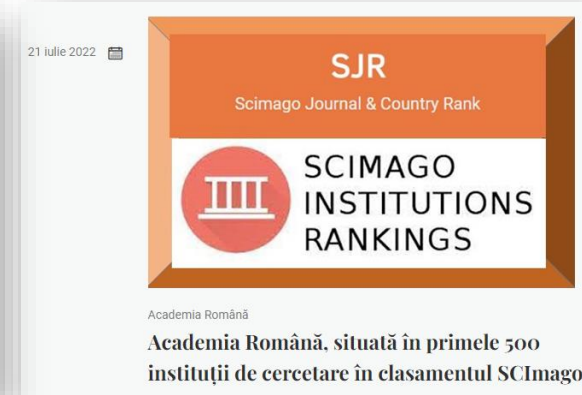 21 iulie 2022
SJR
Scimago Journal & Country Rank
SCIMAGO
INSTITUTIONS
RANKINGS
Academia Română
Academia Română, situată în primele 500
instituții de cercetare în clasamentul SCImago